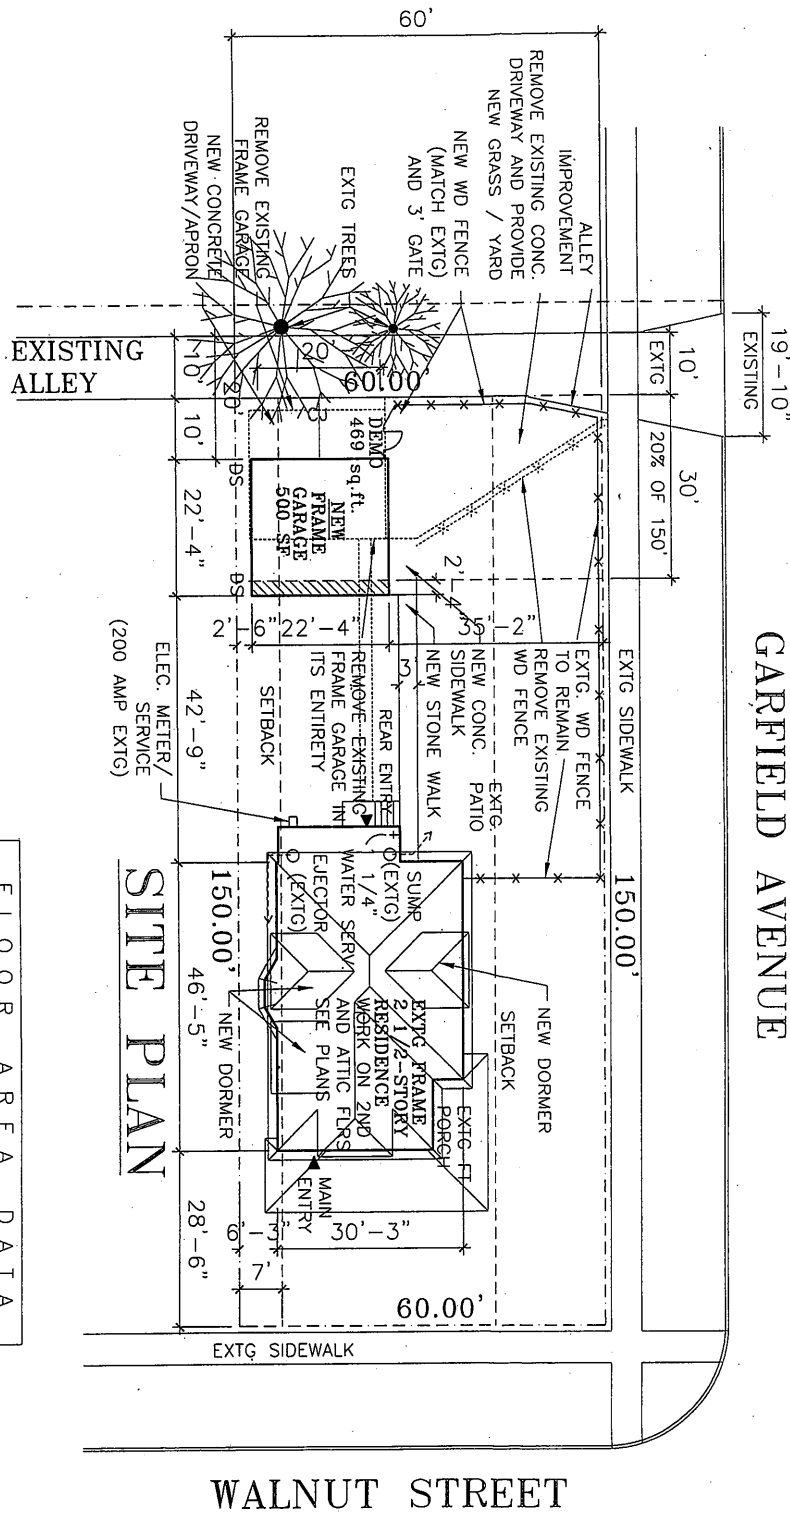 60'
GARFIELD AVENUE
ALLEY
IMPROVEMENT
REMOVE EXISTING CONC.
DRIVEWAY AND PROVIDE
NEW GRASS / YARD
NEW WD FENCE
(MATCH EXTG)
AND 3' GATE
EXTG TREES
REMOVE EXISTING
FRAME GARAGE
NEW CONCRETE
DRIVEWAY/APRON
19'-10"
EXISTING
10'
EXTG
30'
20% OF 150'
EXISTING
ALLEY
10'
10'
20'
20'
60.00'
DEMO
469 sq.ft.
NEW
FRAME
GARAGE
500 SF
DS
DS
22'-4"
2'-4"
2'-6"
22'-4"
35'-2"
3'
EXTG SIDEWALK
EXTG. WD FENCE
TO REMAIN
REMOVE EXISTING
WD FENCE
EXTG.
PATIO
NEW CONC.
SIDEWALK
NEW STONE WALK
REAR ENTRY
REMOVE EXISTING
FRAME GARAGE IN
ITS ENTIRETY
SETBACK
ELEC. METER/
SERVICE
(200 AMP EXTG)
42'-9"
150.00'
SUMP
(EXTG)
1 1/4"
WATER SERV
EJECTOR
(EXTG)
150.00'
SITE PLAN
46'-5"
NEW DORMER
SETBACK
NEW DORMER
EXTG FRAME
2 1/2-STORY
RESIDENCE
WORK ON 2ND
AND ATTIC FLRS
SEE PLANS
EXTG FT
PORCH
MAIN
ENTRY
6'-3"
30'-3"
28'-6"
7'
60.00'
EXTG SIDEWALK
WALNUT STREET
FLOOR AREA DATA